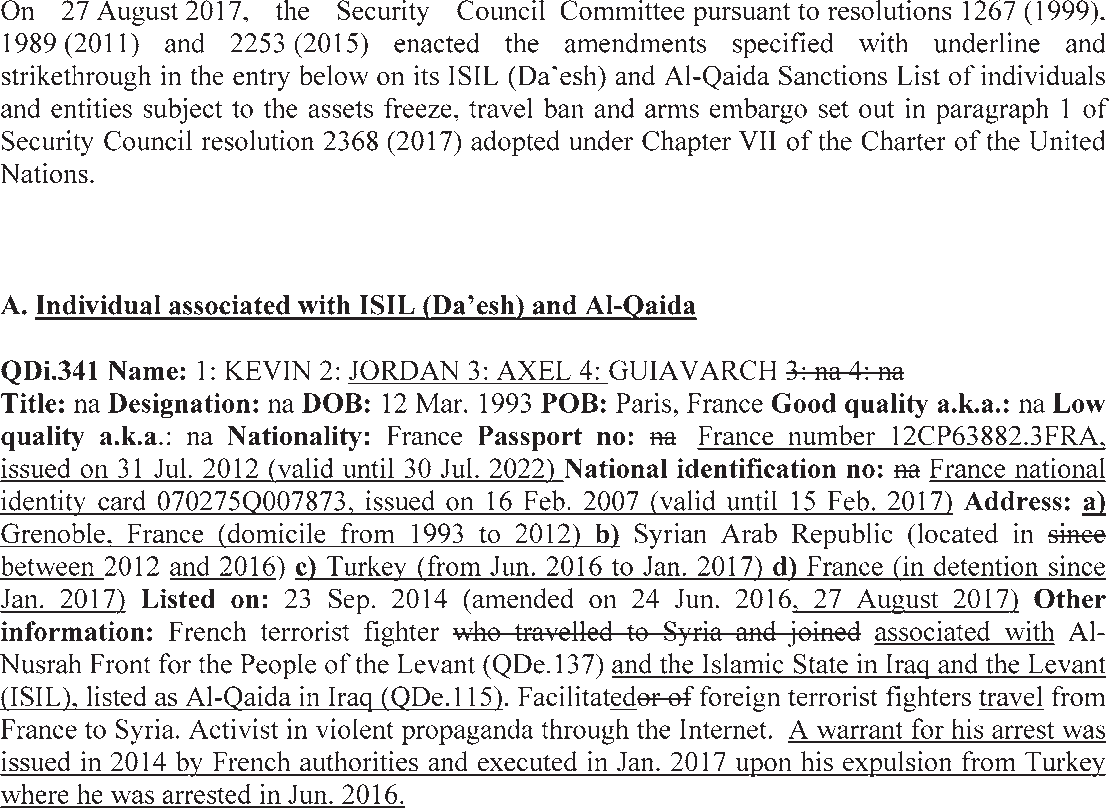 On 27 August 2017, the Security Council Committee pursuant to resolutions 1267 (1999),
1989 (2011) and 2253 (2015) enacted the amendments specified with underline and
strikethrough in the entry below on its ISIL (Da'esh) and Al-Qaida Sanctions List of individuals
and entities subject to the assets freeze, travel ban and arms embargo set out in paragraph 1 of
Security Council resolution 2368 (2017) adopted under Chapter VII of the Charter of the United
Nations.
A. Individual associated with ISIL (Da'esh) and Al-Qaida
QDi.341 Name: 1: KEVIN 2: JORDAN 3: AXEL 4: GUIAVARCH 3: na 4: na
Title: na Designation: na DOB: 12 Mar. 1993 POB: Paris, France Good quality a.k.a.: na Low
quality a.k.a.: na Nationality: France Passport no: na France number 12CP63882.3FRA,
issued on 31 Jul. 2012 (valid until 30 Jul. 2022) National identification no: na France national
identity card 070275Q007873, issued on 16 Feb. 2007 (valid until 15 Feb. 2017) Address: a)
Grenoble, France (domicile from 1993 to 2012) b) Syrian Arab Republic (located in since
between 2012 and 2016) c) Turkey (from Jun. 2016 to Jan. 2017) d) France (in detention since
Jan. 2017) Listed on: 23 Sep. 2014 (amended on 24 Jun. 2016, 27 August 2017) Other
information: French terrorist fighter who travelled to Syria and joined associated with Al-
Nusrah Front for the People of the Levant (QDe.137) and the Islamic State in Iraq and the Levant
(ISIL), listed as Al-Qaida in Iraq (QDe.115). Facilitatedor of foreign terrorist fighters travel from
France to Syria. Activist in violent propaganda through the Internet. A warrant for his arrest was
issued in 2014 by French authorities and executed in Jan. 2017 upon his expulsion from Turkey
where he was arrested in Jun. 2016.